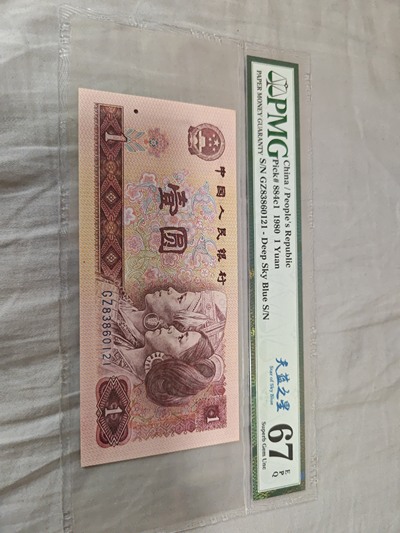 PMG
PAPER MONEY GUARANTY
China / People's Republic
Pick# 884c1 1980 1 Yuan
S/N GZ83860121 - Deep Sky Blue S/N
天蓝之星
Star of Sky Blue
67
EPQ
Superb Gem Unc
中国人民银行
壹圆
1
GZ83860121
1
1